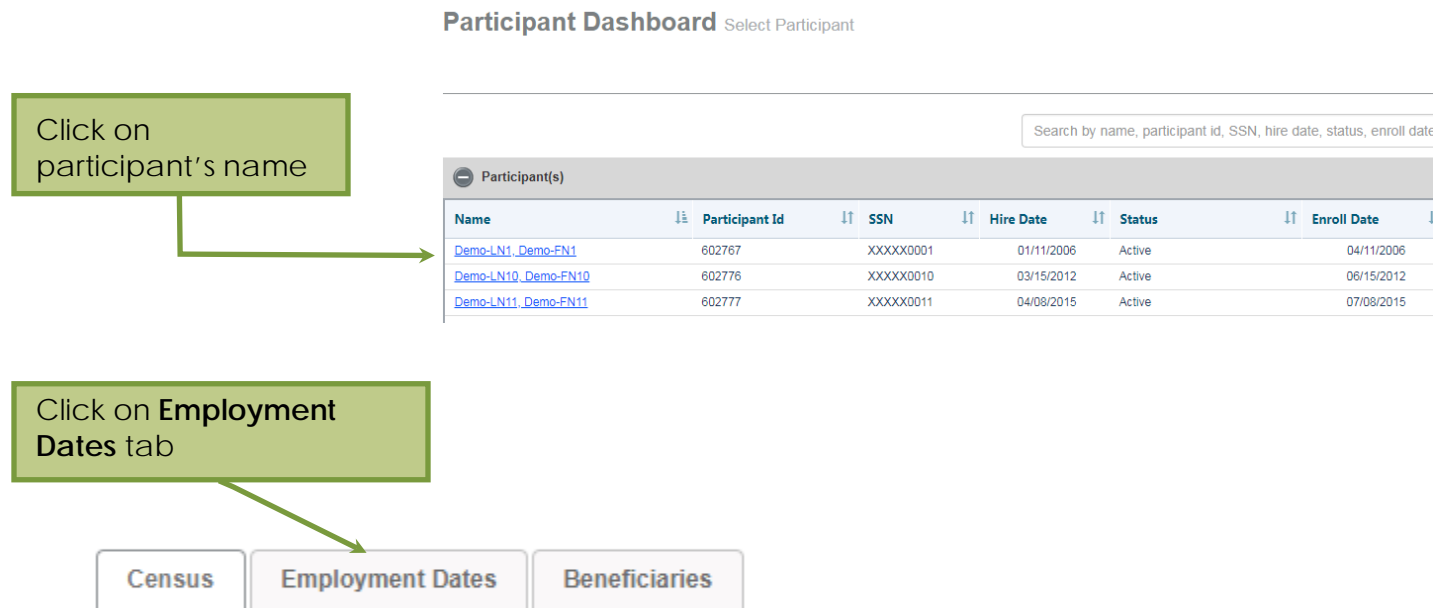 Participant Dashboard Select Participant
Click on
participant's name
Search by name, participant id, SSN, hire date, status, enroll date
Participant(s)
Name Participant Id SSN Hire Date Status Enroll Date
Demo-LN1, Demo-FN1 602767 XXXXX0001 01/11/2006 Active 04/11/2006
Demo-LN10, Demo-FN10 602776 XXXXX0010 03/15/2012 Active 06/15/2012
Demo-LN11, Demo-FN11 602777 XXXXX0011 04/08/2015 Active 07/08/2015
Click on Employment
Dates tab
Census Employment Dates Beneficiaries